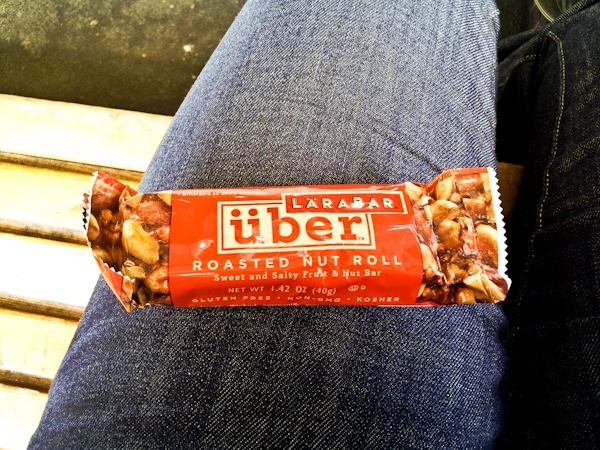 LÄRABAR
über™
ROASTED NUT ROLL
Sweet and Salty Fruit & Nut Bar
NET WT 1.42 OZ (40g) Ⓤ D
GLUTEN FREE • NON-GMO • KOSHER